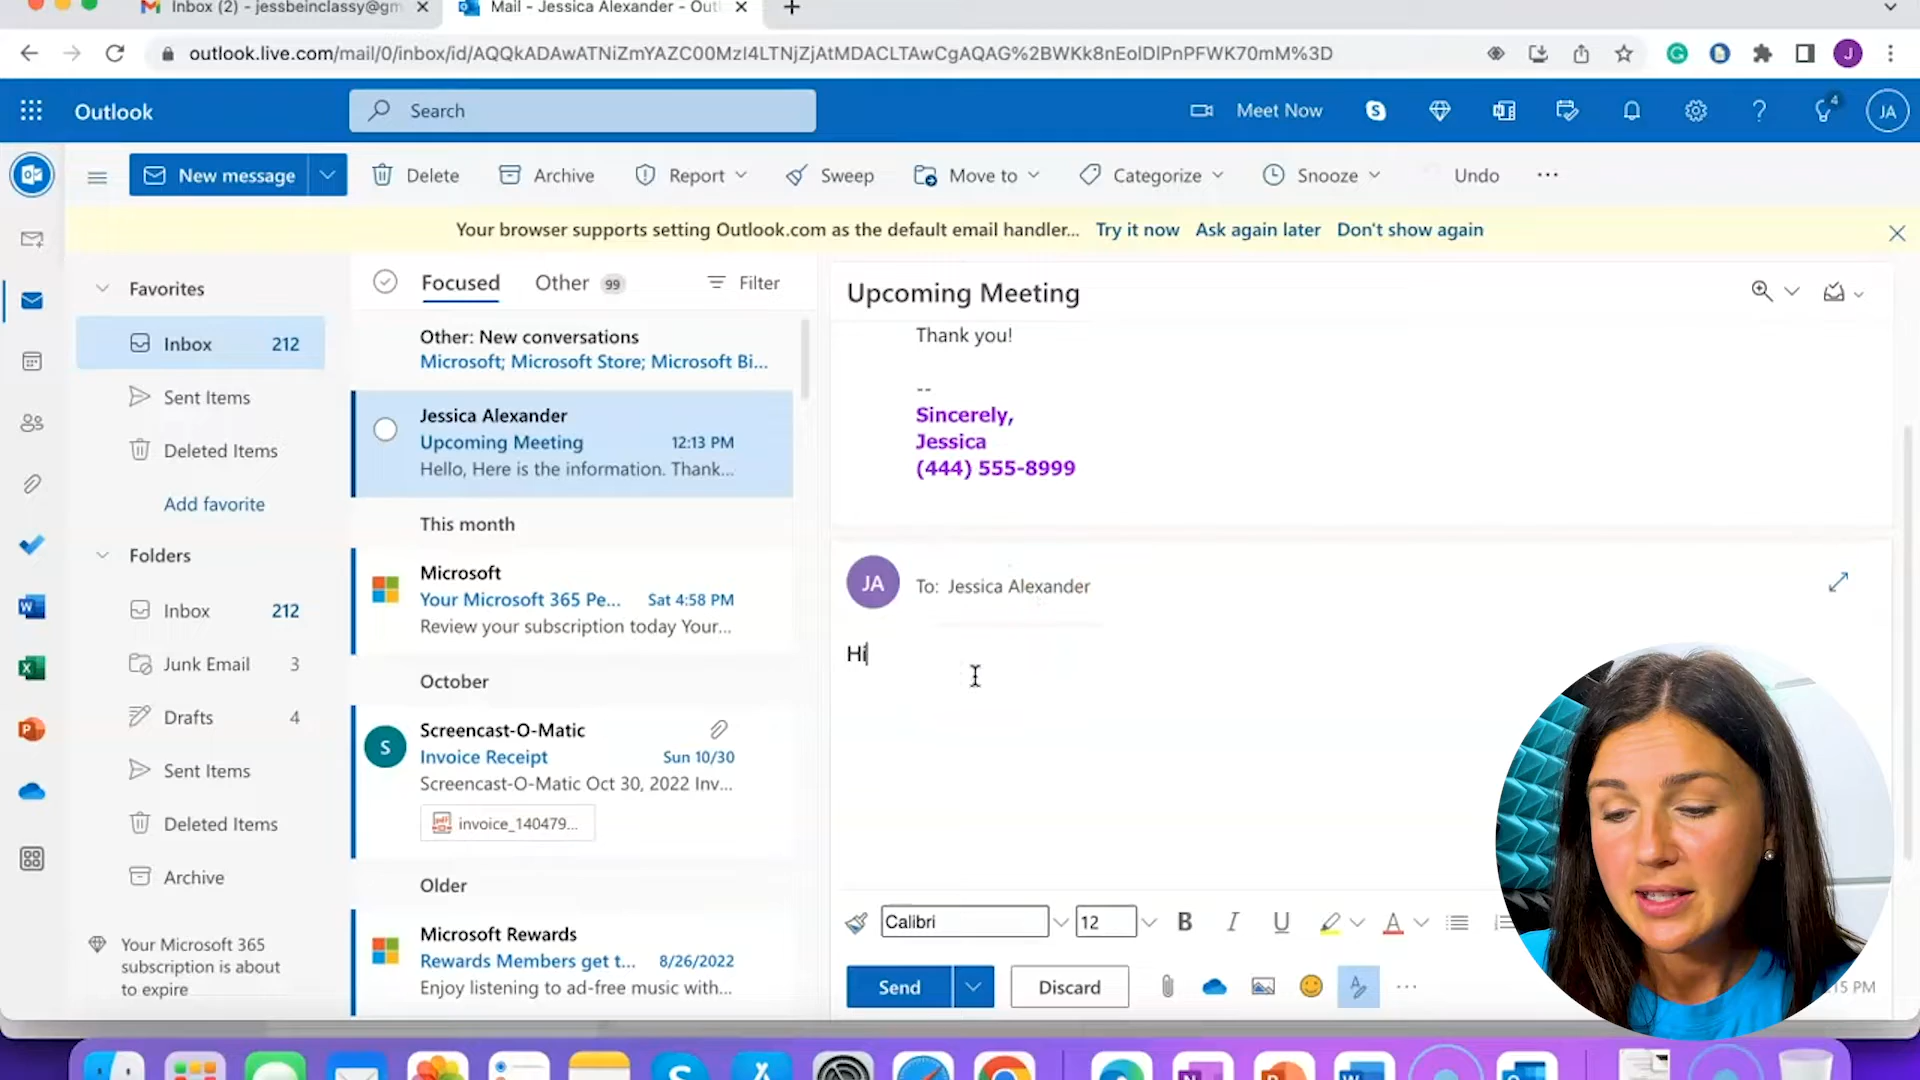 Inbox (2) - jessbeinclassy@gm
Mail - Jessica Alexander - Out
outlook.live.com/mail/0/inbox/id/AQQkADAwATNiZmYAZC00MzI4LTNjZjAtMDACLTAwCgAQAG%2BWKk8nEolDlPnPFWK70mM%3D
J
Outlook
Search
Meet Now
4
JA
New message
Delete
Archive
Report
Sweep
Move to
Categorize
Snooze
Undo
Your browser supports setting Outlook.com as the default email handler... Try it now Ask again later Don't show again
Favorites
Inbox 212
Sent Items
Deleted Items
Add favorite
Folders
Inbox 212
Junk Email 3
Drafts 4
Sent Items
Deleted Items
Archive
Your Microsoft 365
subscription is about
to expire
Focused
Other 99
Filter
Other: New conversations
Microsoft; Microsoft Store; Microsoft Bi...
Jessica Alexander
Upcoming Meeting 12:13 PM
Hello, Here is the information. Thank...
This month
Microsoft
Your Microsoft 365 Pe... Sat 4:58 PM
Review your subscription today Your...
October
S
Screencast-O-Matic
Invoice Receipt Sun 10/30
Screencast-O-Matic Oct 30, 2022 Inv...
invoice_140479...
Older
Microsoft Rewards
Rewards Members get t... 8/26/2022
Enjoy listening to ad-free music with...
Upcoming Meeting
Thank you!
--
Sincerely,
Jessica
(444) 555-8999
JA
To: Jessica Alexander
Hi
Calibri
12
B I U A
Send
Discard
15 PM